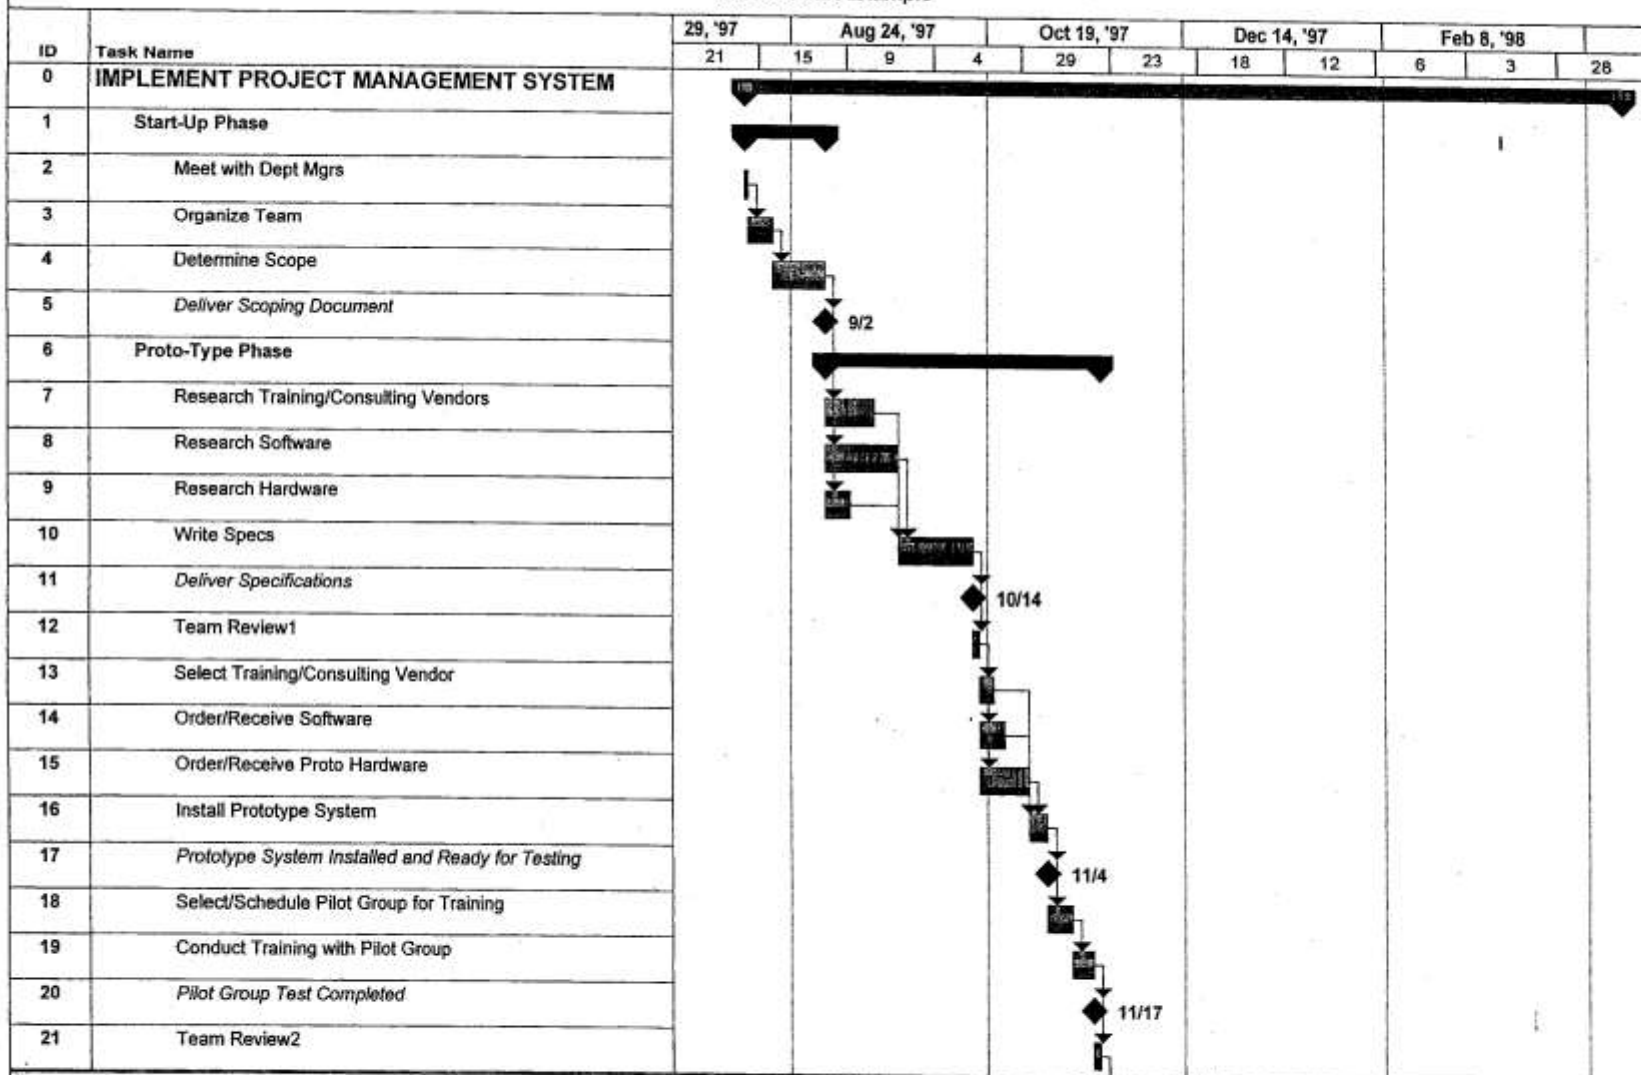 29, '97 Aug 24, '97 Oct 19, '97 Dec 14, '97 Feb 8, '98
ID Task Name 21 15 9 4 29 23 18 12 6 3 28
0 IMPLEMENT PROJECT MANAGEMENT SYSTEM
1 Start-Up Phase
2 Meet with Dept Mgrs
3 Organize Team
4 Determine Scope
5 Deliver Scoping Document 9/2
6 Proto-Type Phase
7 Research Training/Consulting Vendors
8 Research Software
9 Research Hardware
10 Write Specs
11 Deliver Specifications 10/14
12 Team Review1
13 Select Training/Consulting Vendor
14 Order/Receive Software
15 Order/Receive Proto Hardware
16 Install Prototype System
17 Prototype System Installed and Ready for Testing 11/4
18 Select/Schedule Pilot Group for Training
19 Conduct Training with Pilot Group
20 Pilot Group Test Completed 11/17
21 Team Review2